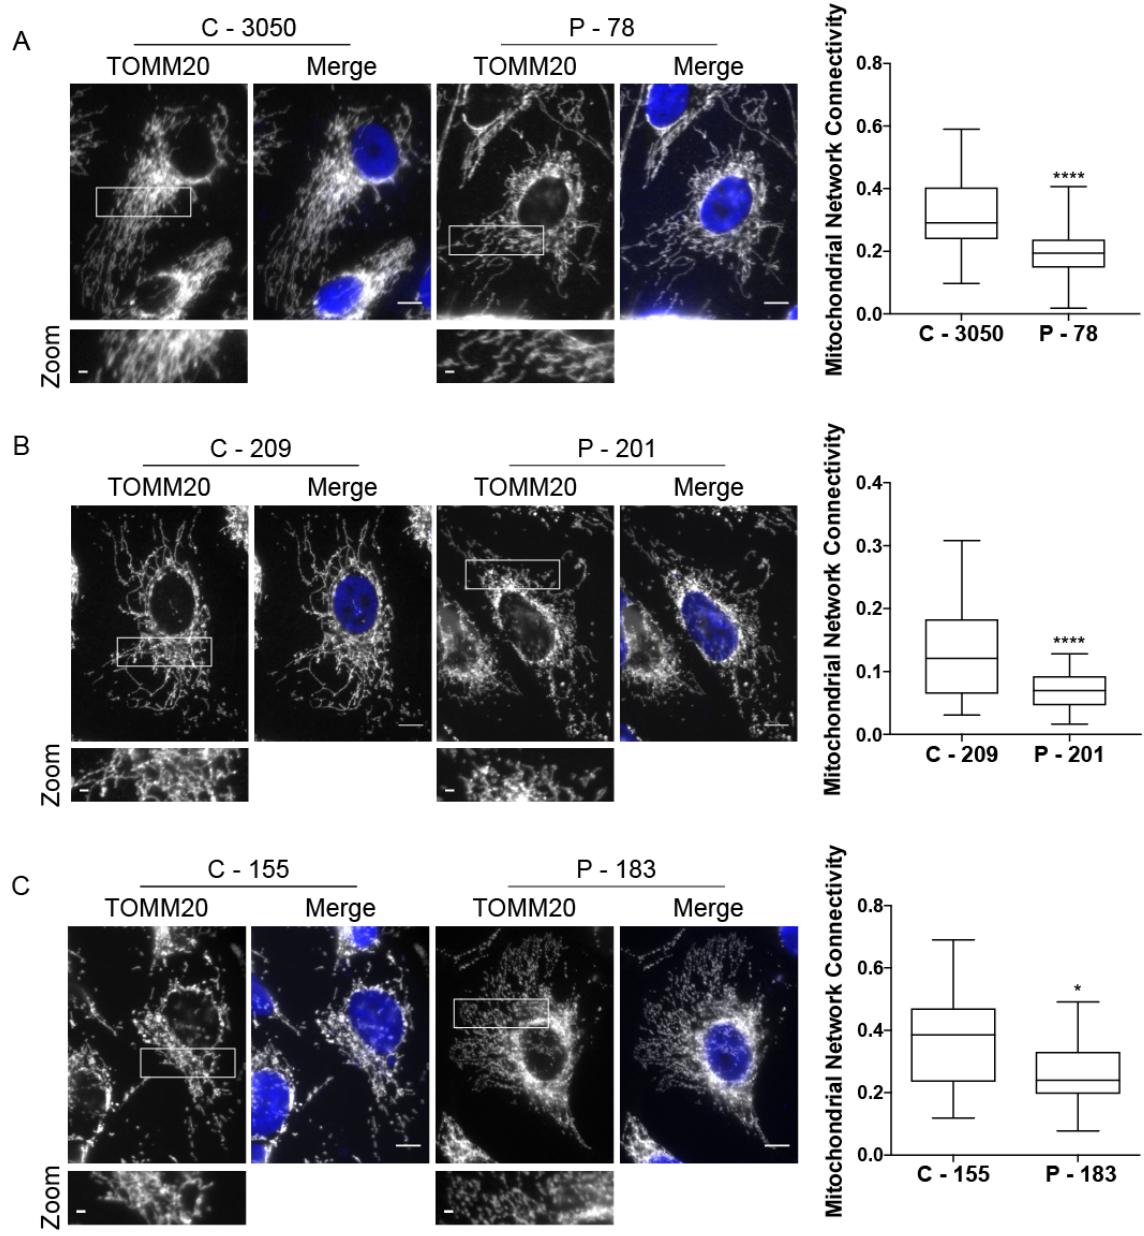 A
C - 3050
P - 78
TOMM20 Merge TOMM20 Merge
Zoom
Mitochondrial Network Connectivity
0.8
0.6
0.4
0.2
0.0
****
C - 3050 P - 78
B
C - 209
P - 201
TOMM20 Merge TOMM20 Merge
Zoom
Mitochondrial Network Connectivity
0.4
0.3
0.2
0.1
0.0
****
C - 209 P - 201
C
C - 155
P - 183
TOMM20 Merge TOMM20 Merge
Zoom
Mitochondrial Network Connectivity
0.8
0.6
0.4
0.2
0.0
*
C - 155 P - 183